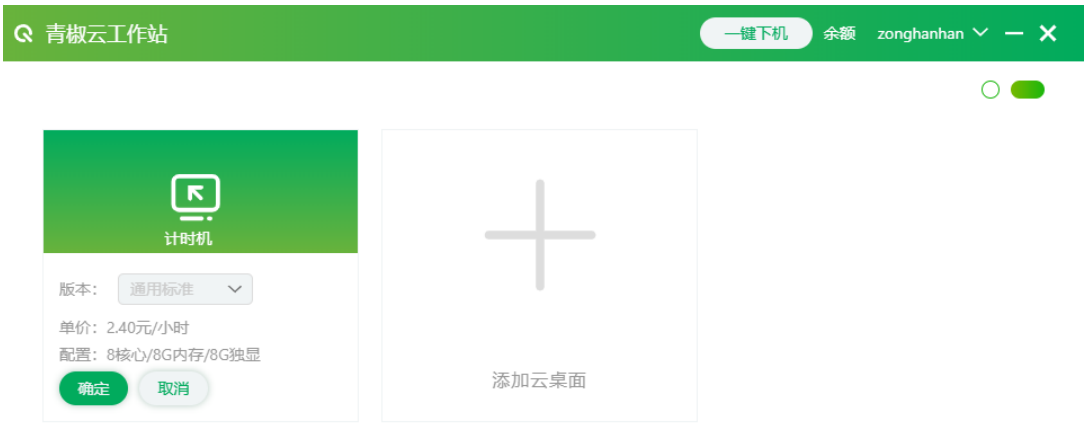 青椒云工作站
一键下机 余额 zonghanhan
计时机
版本： 通用标准
单价：2.40元/小时
配置：8核心/8G内存/8G独显
确定 取消
添加云桌面